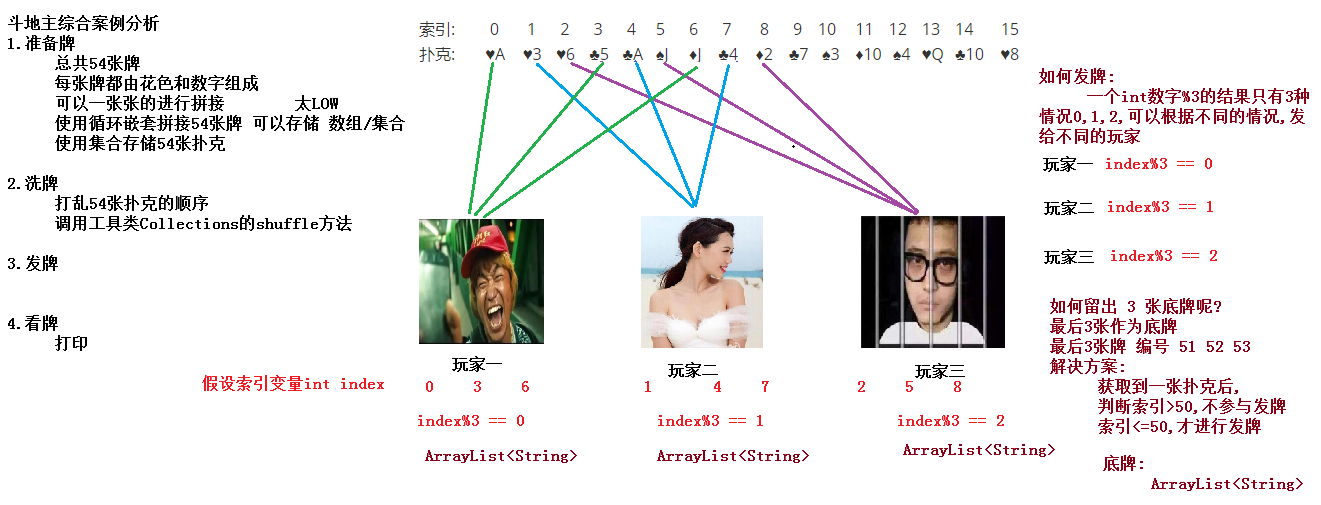 斗地主综合案例分析
1.准备牌
总共54张牌
每张牌都由花色和数字组成
可以一张张的进行拼接 太LOW
使用循环嵌套拼接54张牌 可以存储 数组/集合
使用集合存储54张扑克
2.洗牌
打乱54张扑克的顺序
调用工具类Collections的shuffle方法
3.发牌
4.看牌
打印
索引: 0 1 2 3 4 5 6 7 8 9 10 11 12 13 14 15
扑克: ♥A ♥3 ♥6 ♣5 ♣A ♠J ♦J ♣4 ♦2 ♣7 ♠3 ♦10 ♠4 ♥Q ♣10 ♥8
玩家一 玩家二 玩家三
假设索引变量int index 0 3 6 1 4 7 2 5 8
index%3 == 0 index%3 == 1 index%3 == 2
ArrayList<String> ArrayList<String> ArrayList<String>
如何发牌:
一个int数字%3的结果只有3种
情况0,1,2,可以根据不同的情况,发
给不同的玩家
玩家一 index%3 == 0
玩家二 index%3 == 1
玩家三 index%3 == 2
如何留出 3 张底牌呢?
最后3张作为底牌
最后3张牌 编号 51 52 53
解决方案:
获取到一张扑克后,
判断索引>50,不参与发牌
索引<=50,才进行发牌
底牌:
ArrayList<String>